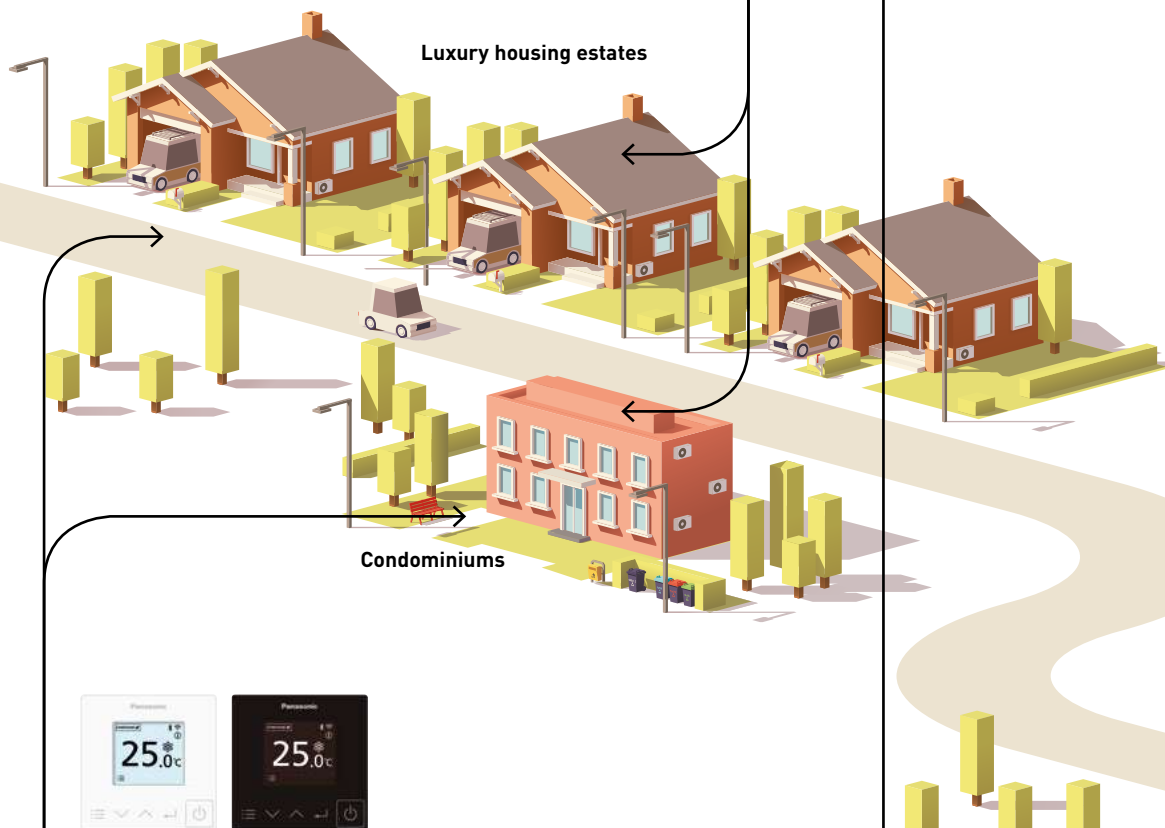 Luxury housing estates
Condominiums
Panasonic
25.0°C
Panasonic
25.0°C